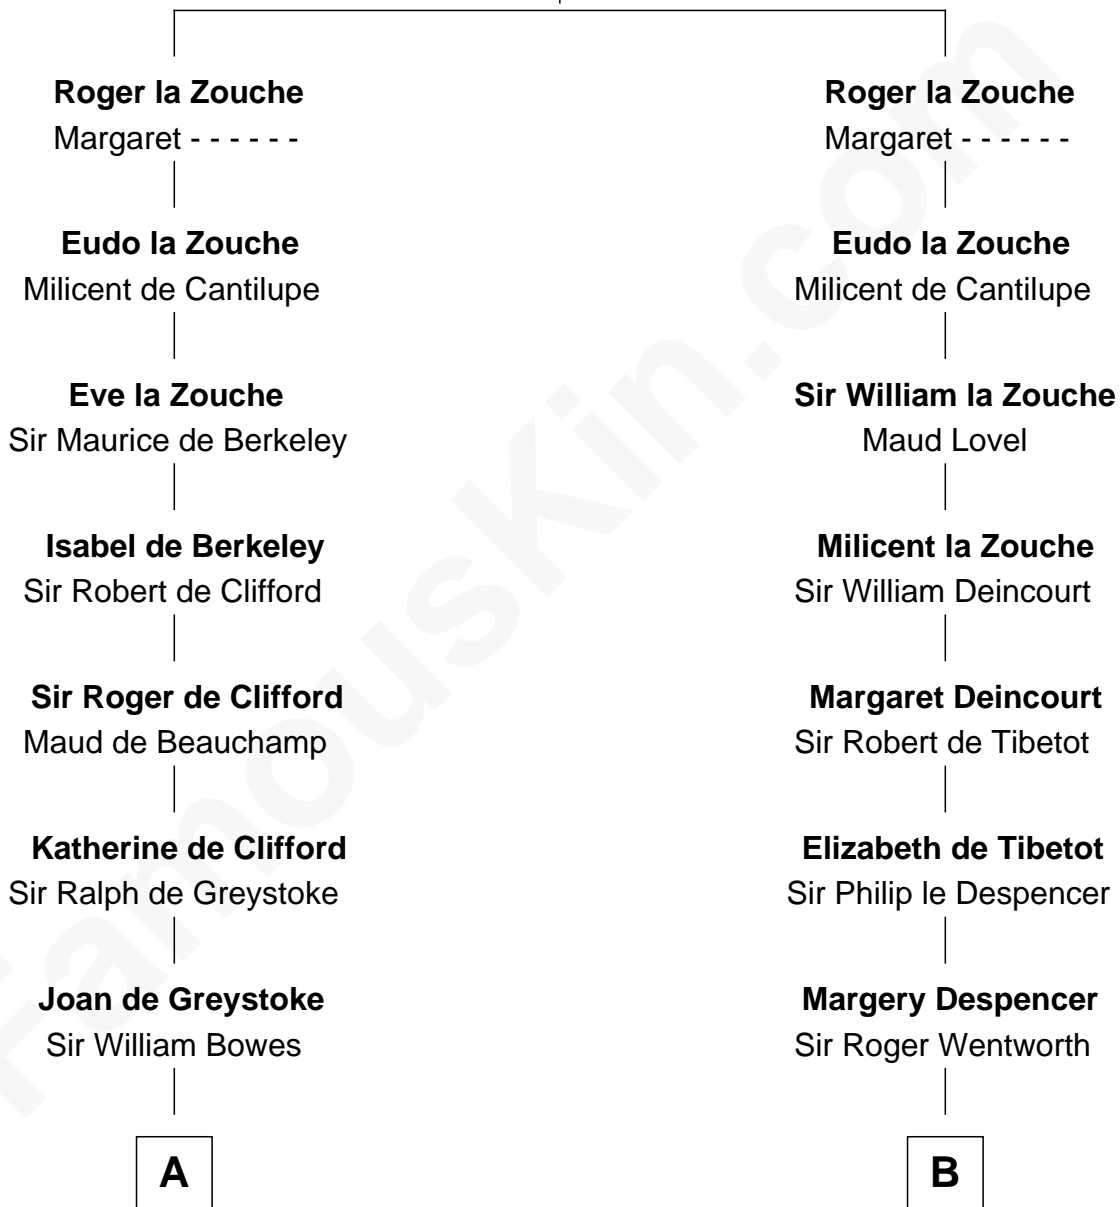 Roger la Zouche
Margaret - - - - - -
Eudo la Zouche
Milicent de Cantilupe
Eve la Zouche
Sir Maurice de Berkeley
Isabel de Berkeley
Sir Robert de Clifford
Sir Roger de Clifford
Maud de Beauchamp
Katherine de Clifford
Sir Ralph de Greystoke
Joan de Greystoke
Sir William Bowes
A
Roger la Zouche
Margaret - - - - - -
Eudo la Zouche
Milicent de Cantilupe
Sir William la Zouche
Maud Lovel
Milicent la Zouche
Sir William Deincourt
Margaret Deincourt
Sir Robert de Tibetot
Elizabeth de Tibetot
Sir Philip le Despencer
Margery Despencer
Sir Roger Wentworth
B
FamousKin.com